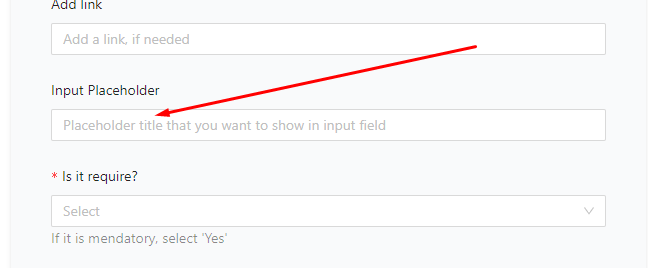 Add link
Add a link, if needed
Input Placeholder
Placeholder title that you want to show in input field
* Is it require?
Select
If it is mendatory, select 'Yes'